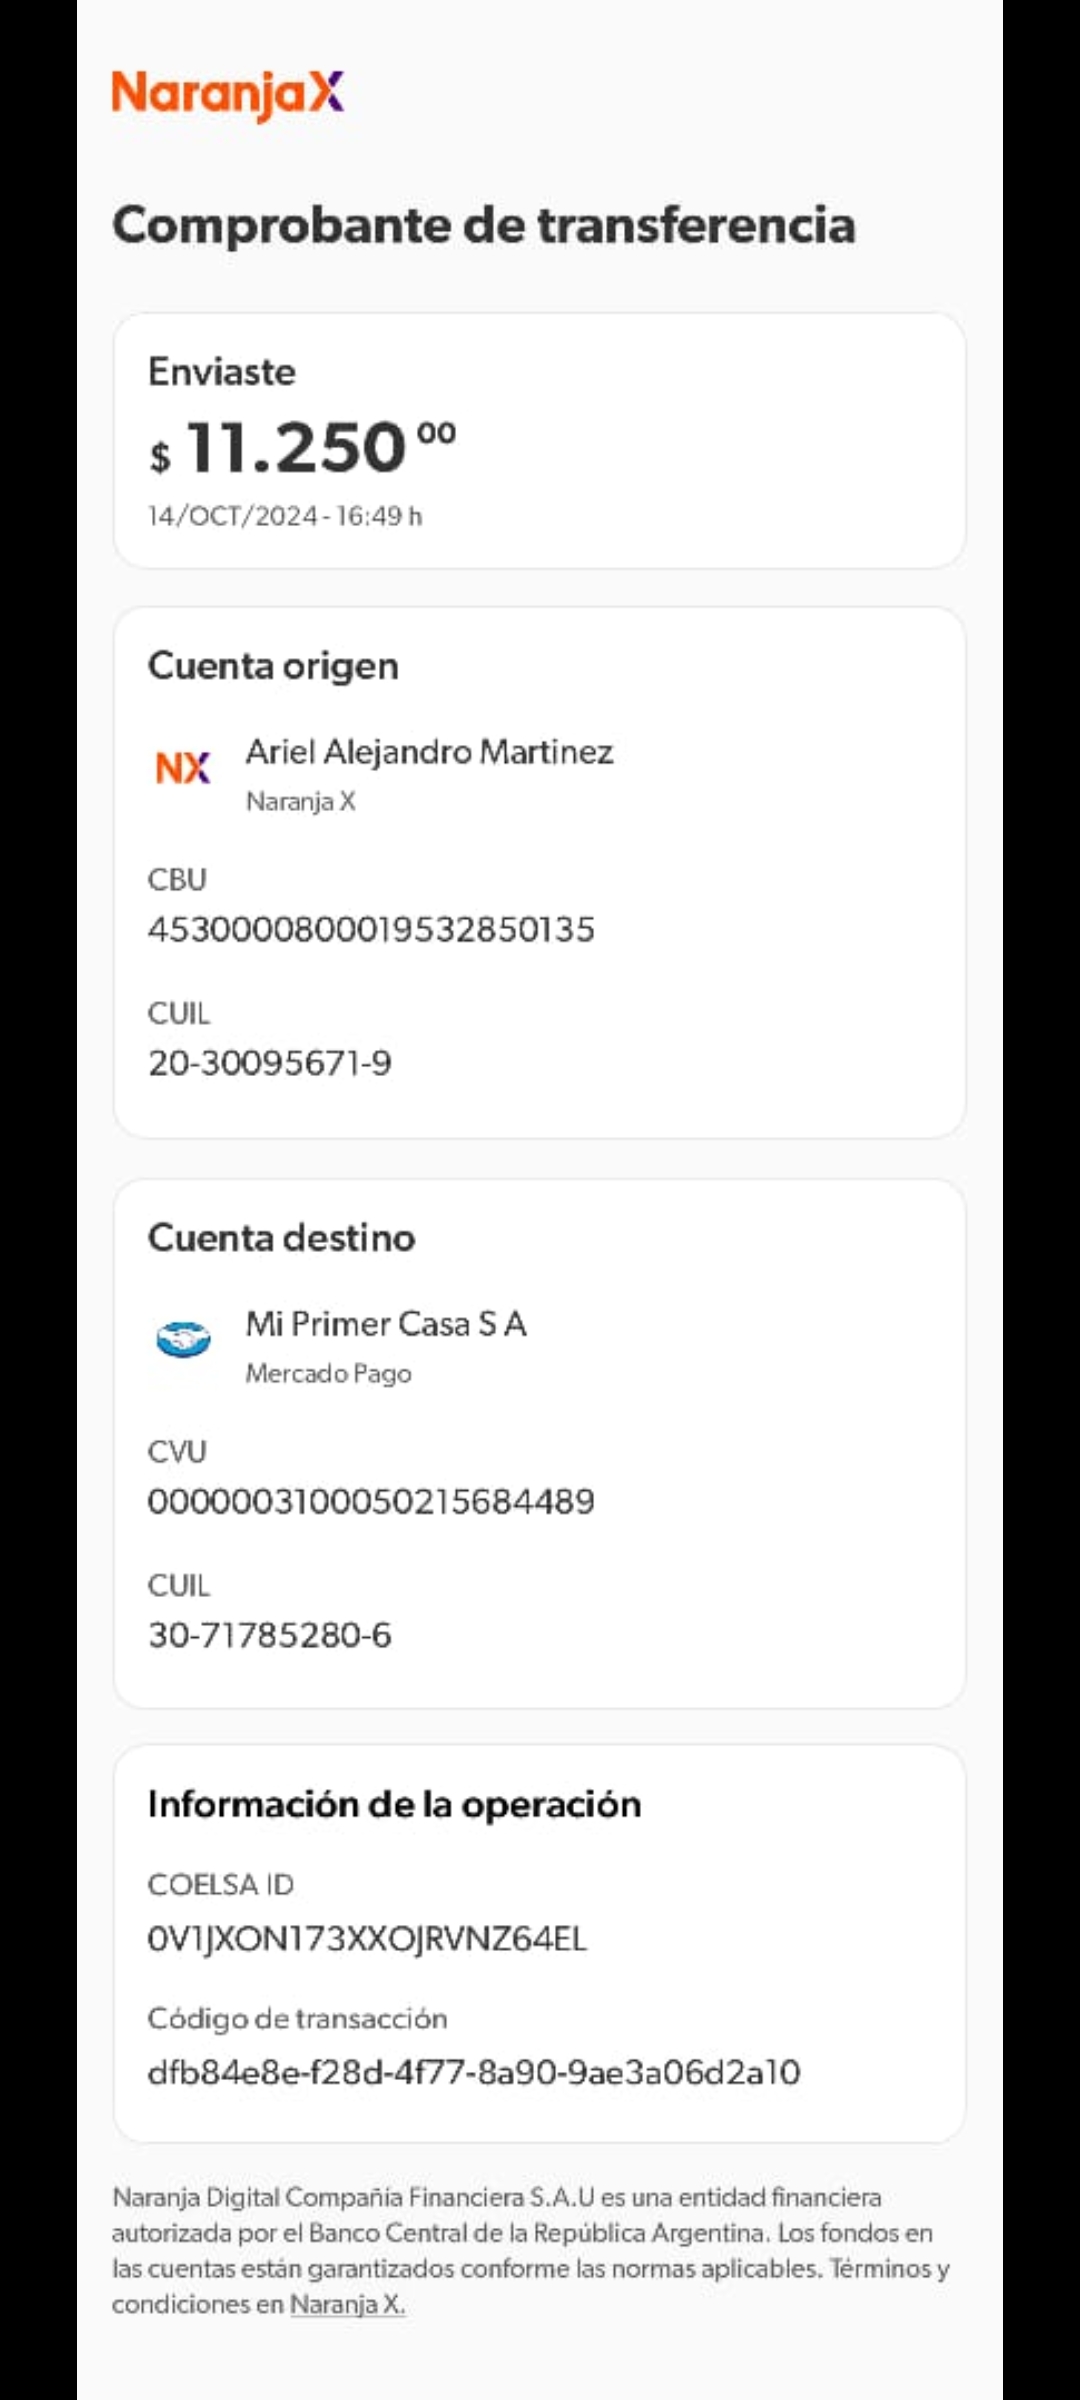 NaranjaX
Comprobante de transferencia
Enviaste
$ 11.250 00
14/OCT/2024 - 16:49 h
Cuenta origen
NX
Ariel Alejandro Martinez
Naranja X
CBU
4530000800019532850135
CUIL
20-30095671-9
Cuenta destino
Mi Primer Casa S A
Mercado Pago
CVU
0000003100050215684489
CUIL
30-71785280-6
Información de la operación
COELSA ID
0V1JXON173XXOJRVNZ64EL
Código de transacción
dfb84e8e-f28d-4f77-8a90-9ae3a06d2a10
Naranja Digital Compañía Financiera S.A.U es una entidad financiera
autorizada por el Banco Central de la República Argentina. Los fondos en
las cuentas están garantizados conforme las normas aplicables. Términos y
condiciones en Naranja X.